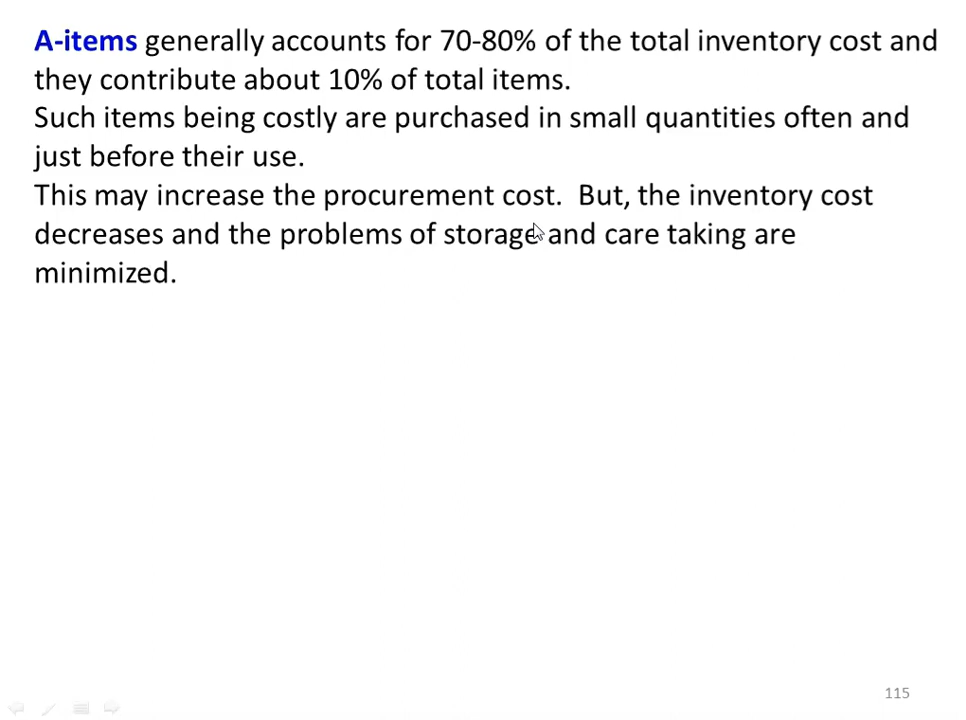 A-items generally accounts for 70-80% of the total inventory cost and
they contribute about 10% of total items.
Such items being costly are purchased in small quantities often and
just before their use.
This may increase the procurement cost.  But, the inventory cost
decreases and the problems of storage and care taking are
minimized.
115